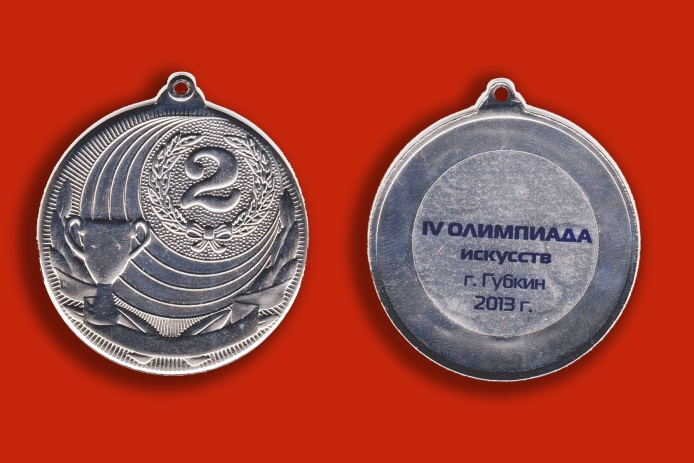 2
IV ОЛИМПИАДА
искусств
г. Губкин
2013 г.